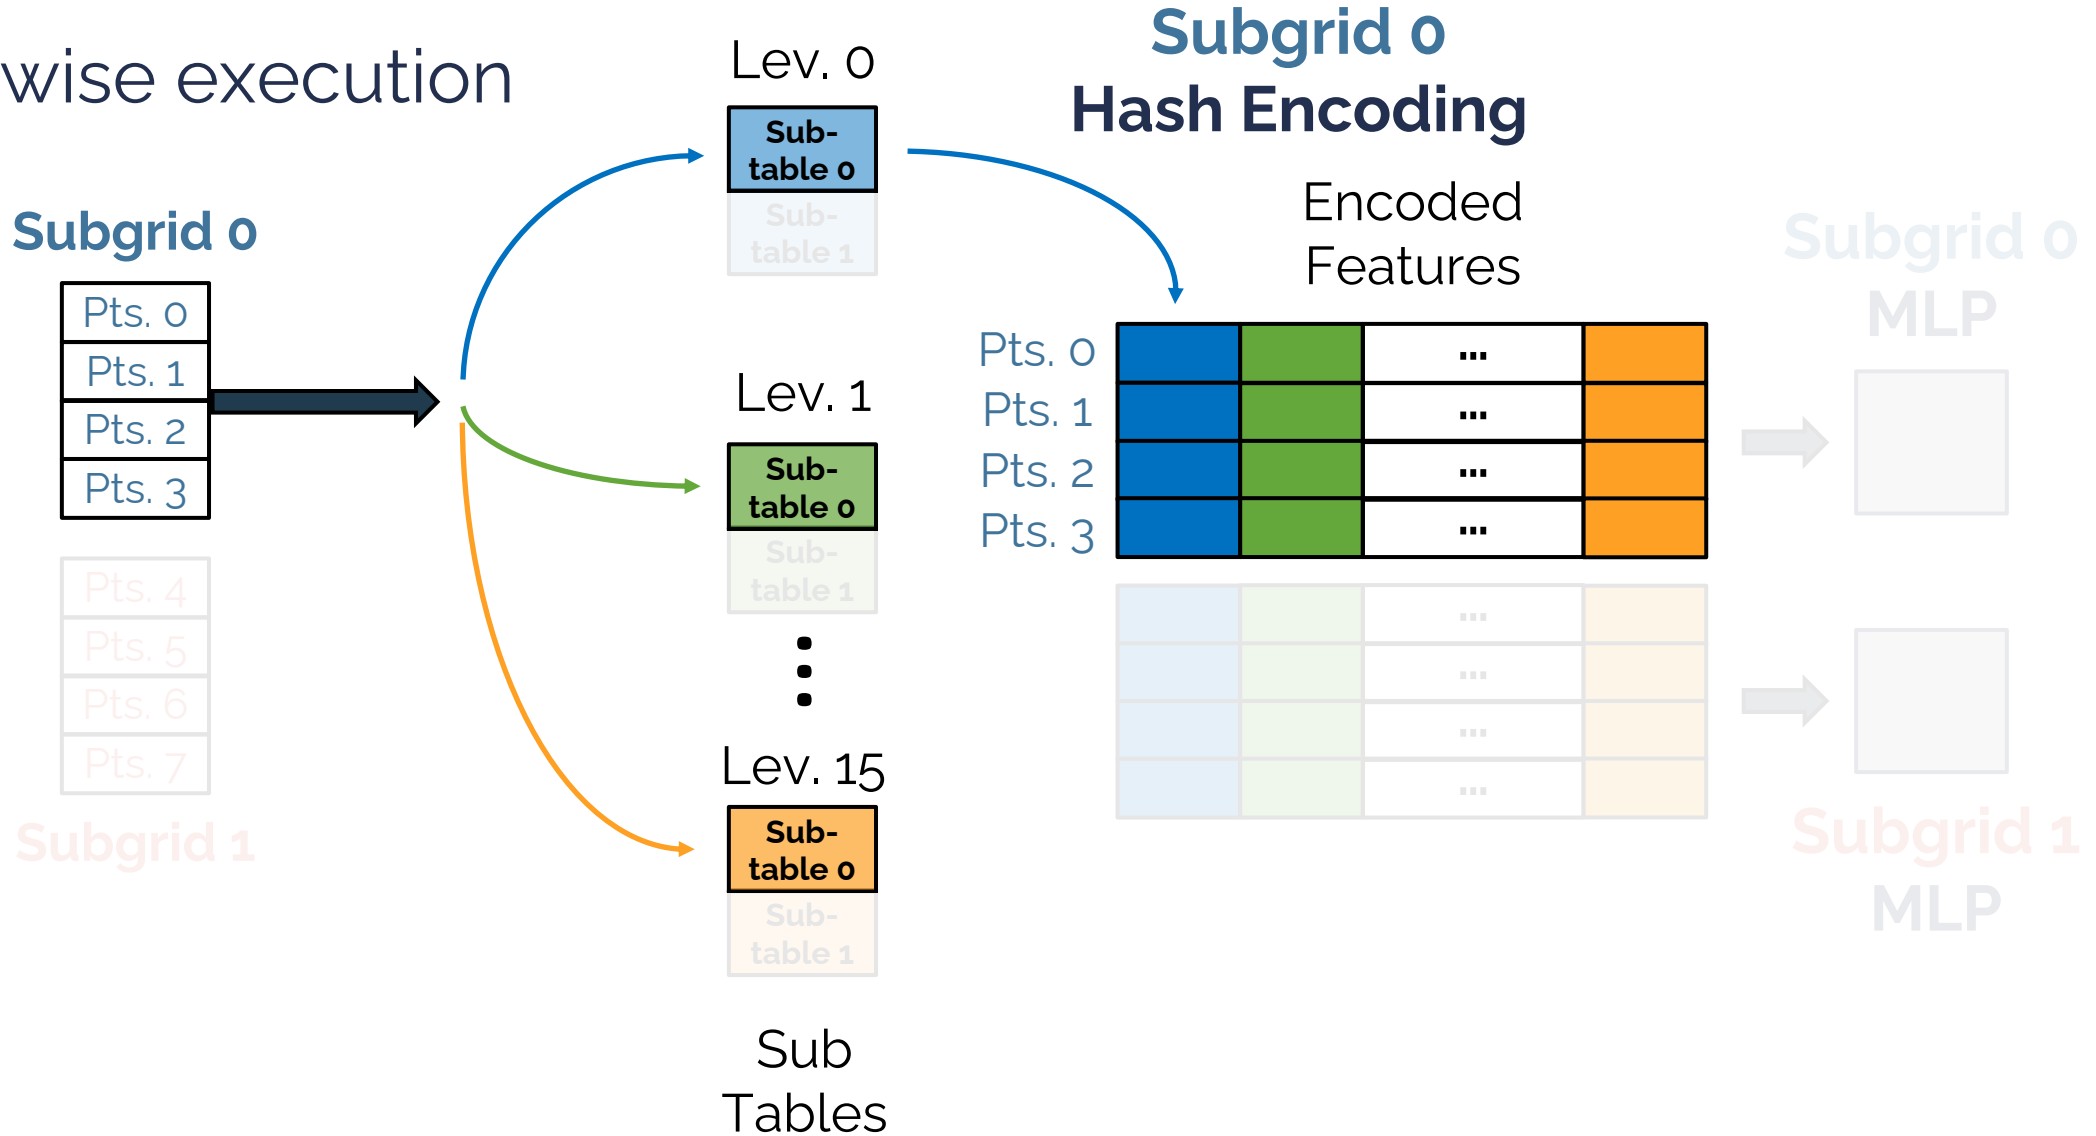 wise execution
Subgrid 0
Pts. 0
Pts. 1
Pts. 2
Pts. 3
Pts. 4
Pts. 5
Pts. 6
Pts. 7
Subgrid 1
Lev. 0
Sub-
table 0
Sub-
table 1
Lev. 1
Sub-
table 0
Sub-
table 1
Lev. 15
Sub-
table 0
Sub-
table 1
Sub
Tables
Subgrid 0
Hash Encoding
Encoded
Features
Pts. 0
...
Pts. 1
...
Pts. 2
...
Pts. 3
...
...
...
...
...
Subgrid 0
MLP
Subgrid 1
MLP